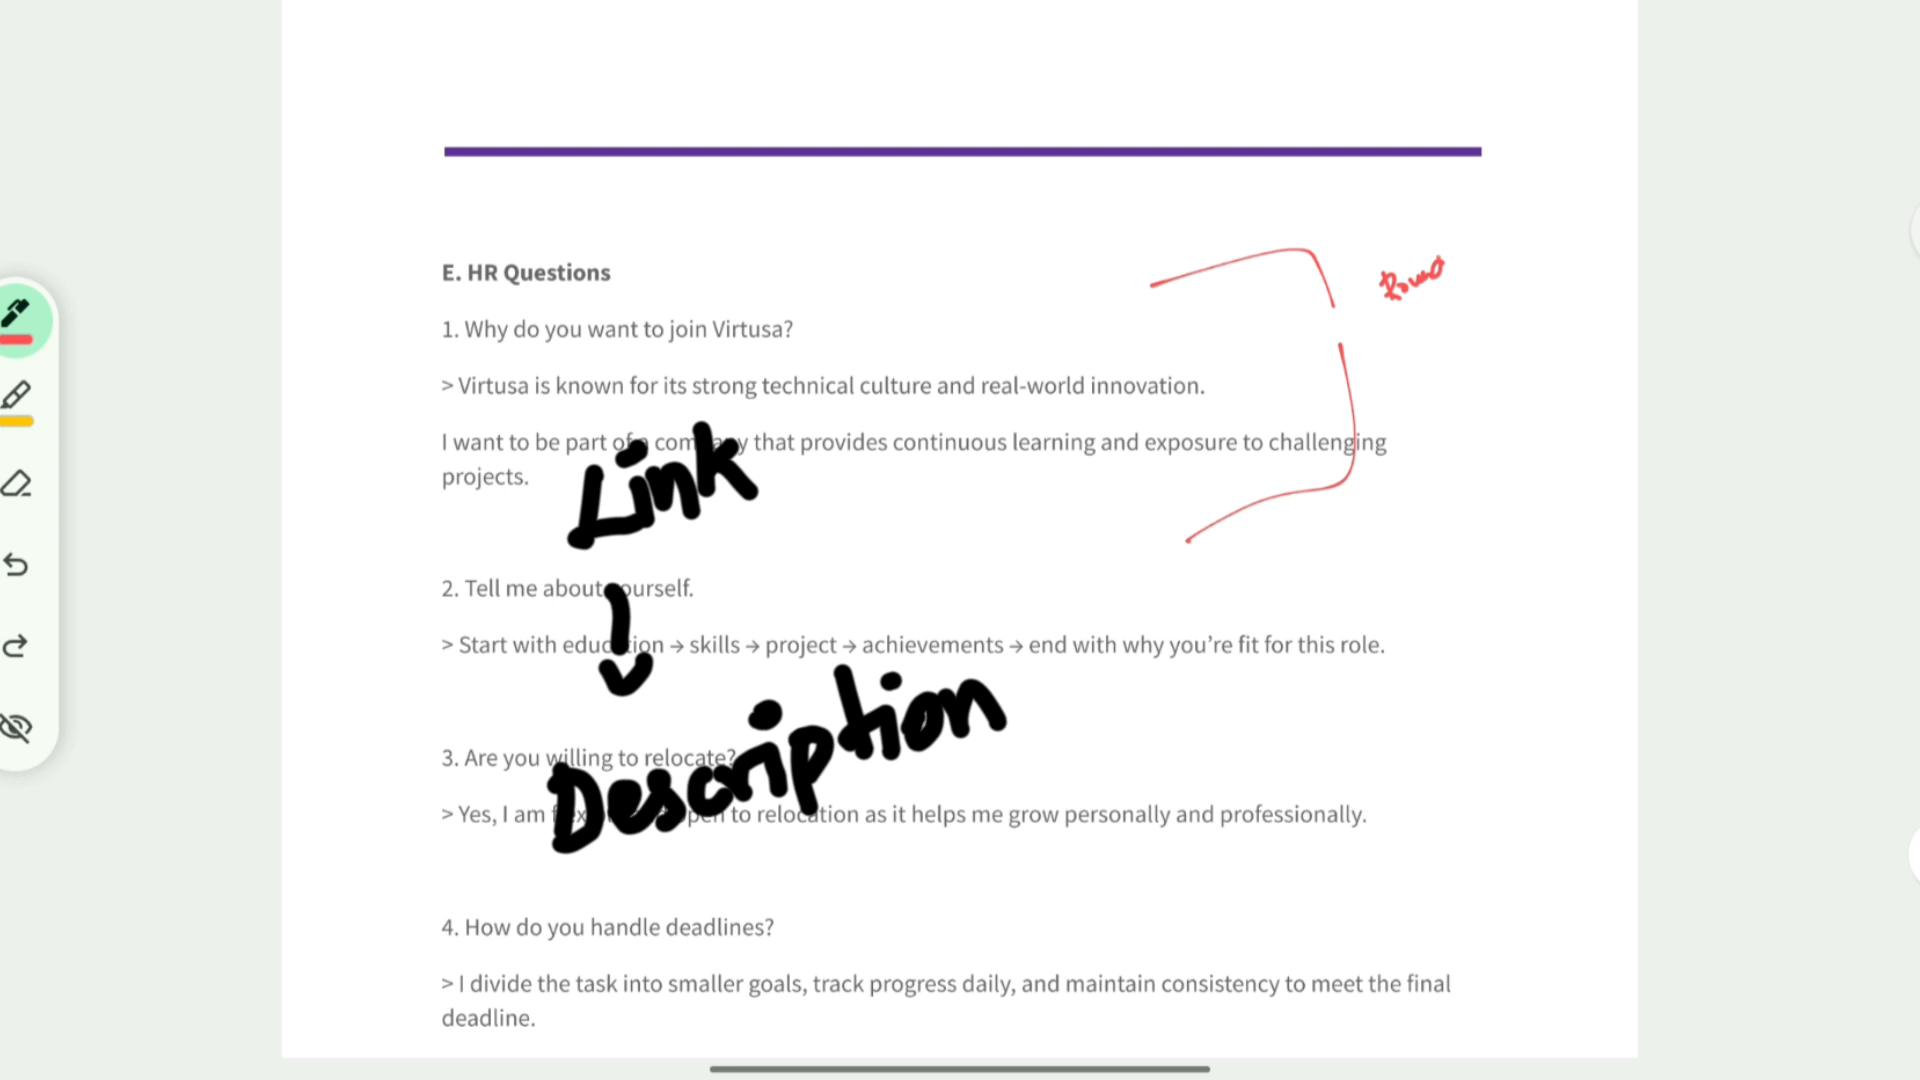 E. HR Questions
Round
1. Why do you want to join Virtusa?
> Virtusa is known for its strong technical culture and real-world innovation.
I want to be part of a company that provides continuous learning and exposure to challenging
projects.
Link
2. Tell me about yourself.
> Start with education → skills → project → achievements → end with why you’re fit for this role.
Description
3. Are you willing to relocate?
> Yes, I am open to relocation as it helps me grow personally and professionally.
4. How do you handle deadlines?
> I divide the task into smaller goals, track progress daily, and maintain consistency to meet the final
deadline.